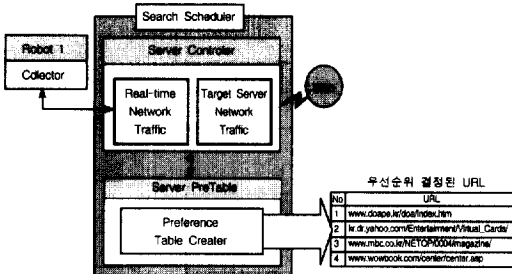 Search Scheduler
Server Controler
Robot 1
Collector
Real-time
Network
Traffic
Target Server
Network
Traffic
Server PreTable
Preference
Table Creater
우선순위 결정된 URL
No URL
1 www.doape.kr/doa/index.htm
2 kr.dr.yahoo.com/Entertainment/Virtual_Cards/
3 www.mbc.co.kr/NETOP/0004/magazine/
4 www.wowbook.com/center/center.asp